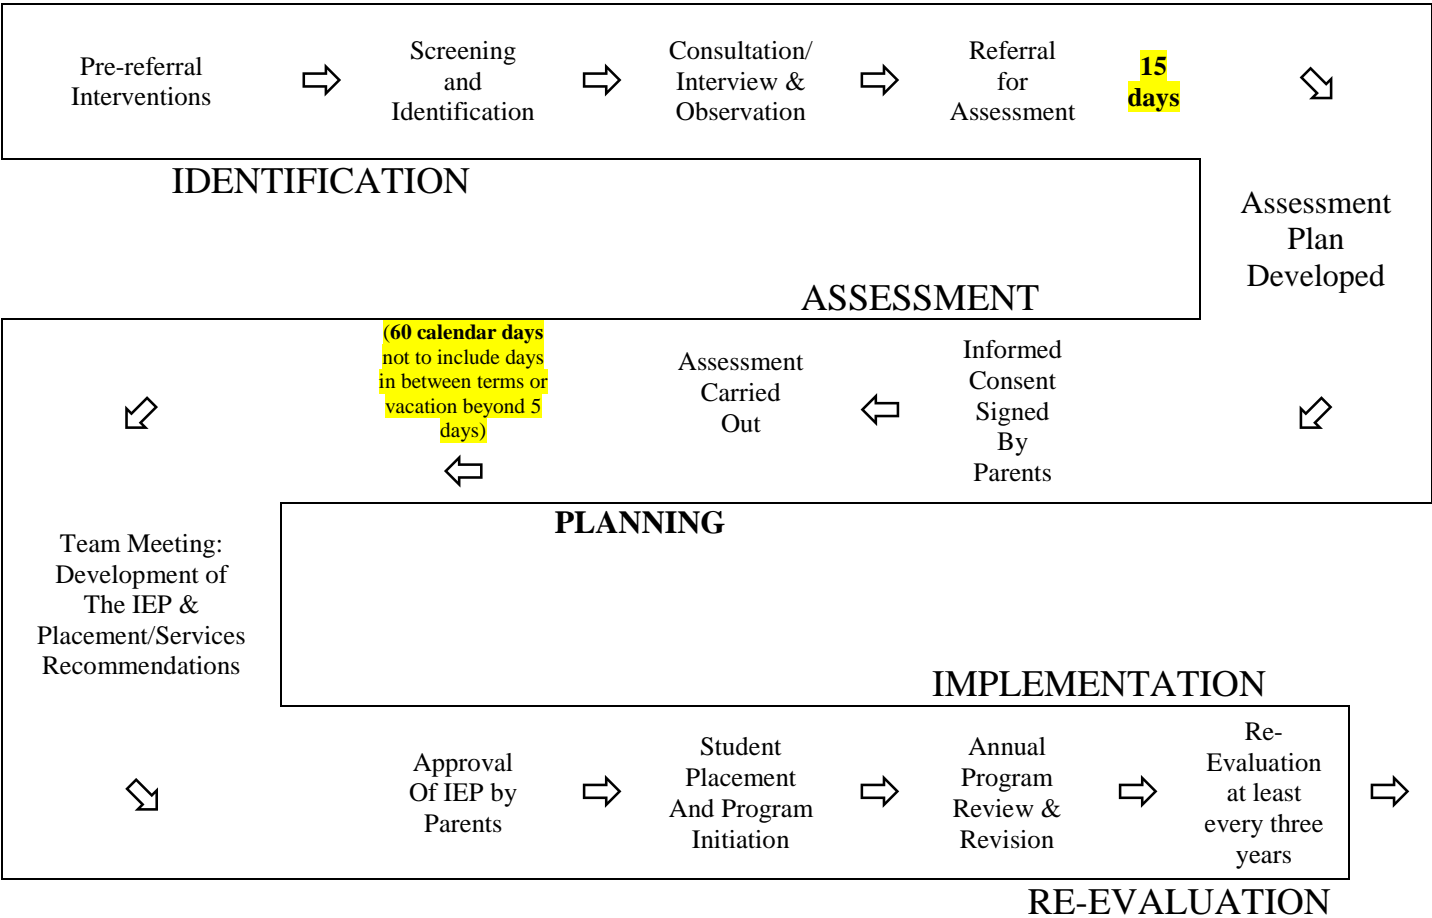 Pre-referral
Interventions
Screening
and
Identification
Consultation/
Interview &
Observation
Referral
for
Assessment
15
days
IDENTIFICATION
Assessment
Plan
Developed
ASSESSMENT
Informed
Consent
Signed
By
Parents
Assessment
Carried
Out
(60 calendar days
not to include days
in between terms or
vacation beyond 5
days)
PLANNING
Team Meeting:
Development of
The IEP &
Placement/Services
Recommendations
IMPLEMENTATION
Approval
Of IEP by
Parents
Student
Placement
And Program
Initiation
Annual
Program
Review &
Revision
Re-
Evaluation
at least
every three
years
RE-EVALUATION